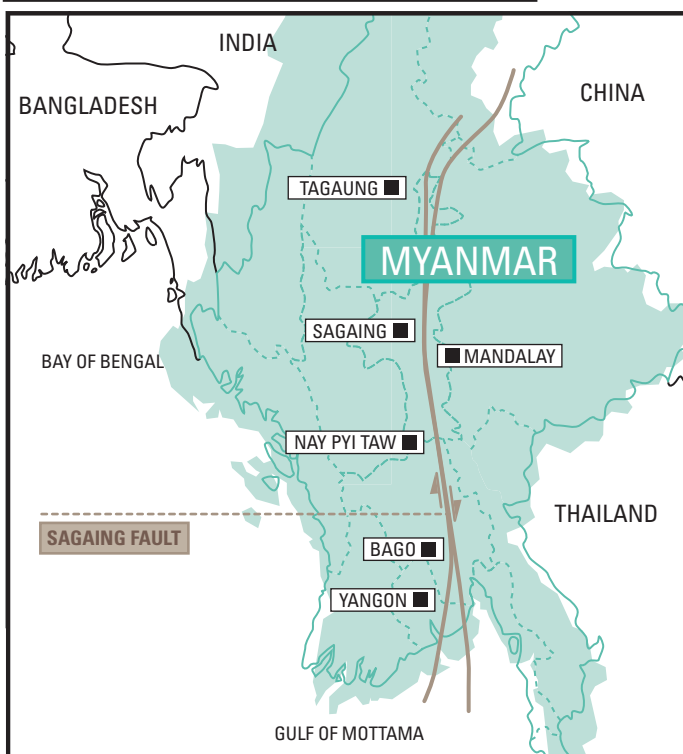 INDIA
CHINA
BANGLADESH
TAGAUNG
MYANMAR
SAGAING
MANDALAY
BAY OF BENGAL
NAY PYI TAW
THAILAND
SAGAING FAULT
BAGO
YANGON
GULF OF MOTTAMA